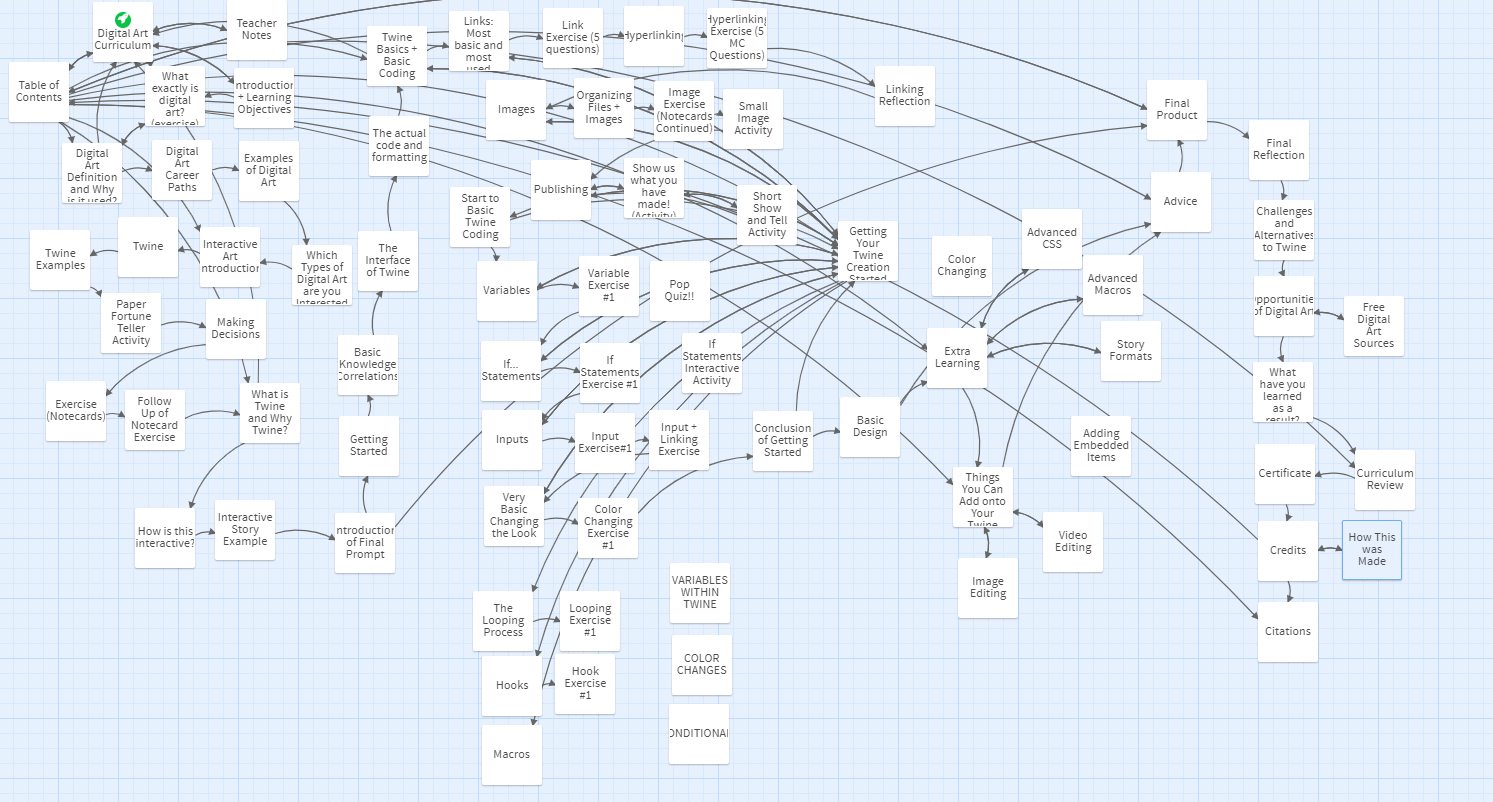 Digital Art
Curriculum
Teacher
Notes
Table of
Contents
What
exactly is
digital
art?
(exercise)
Introduction
+ Learning
Objectives
Twine
Basics +
Basic
Coding
Links:
Most
basic and
most
used
Link
Exercise (5
questions)
Hyperlinking
Hyperlinking
Exercise (5
MC
Questions)
Linking
Reflection
Images
Organizing
Files +
Images
Image
Exercise
(Notecards
Continued)
Small
Image
Activity
Final
Product
Final
Reflection
Digital
Art
Definition
and Why
is it used?
Digital
Art
Career
Paths
Examples
of Digital
Art
The actual
code and
formatting
Publishing
Show us
what you
have
made!
(Activity)
Short
Show
and Tell
Activity
Start to
Basic
Twine
Coding
Advice
Challenges
and
Alternatives
to Twine
Twine
Examples
Twine
Interactive
Art
Introduction
Which
Types of
Digital Art
are you
Interested
The
Interface
of Twine
Variables
Variable
Exercise
#1
Pop
Quiz!!
Getting
Your
Twine
Creation
Started
Color
Changing
Advanced
CSS
Advanced
Macros
Opportunities
of Digital Art
Free
Digital
Art
Sources
Paper
Fortune
Teller
Activity
Making
Decisions
Basic
Knowledge
Correlations
If...
Statements
If
Statements
Exercise #1
If
Statements
Interactive
Activity
Extra
Learning
Story
Formats
What
have you
learned
as a
result?
Exercise
(Notecards)
Follow
Up of
Notecard
Exercise
What is
Twine
and Why
Twine?
Getting
Started
Inputs
Input
Exercise#1
Input +
Linking
Exercise
Conclusion
of Getting
Started
Basic
Design
Adding
Embedded
Items
Certificate
Curriculum
Review
How is this
interactive?
Interactive
Story
Example
Introduction
of Final
Prompt
Very
Basic
Changing
the Look
Color
Changing
Exercise
#1
Things
You Can
Add onto
Your
Twine
Video
Editing
Credits
How This
was
Made
Image
Editing
VARIABLES
WITHIN
TWINE
The
Looping
Process
Looping
Exercise
#1
Citations
COLOR
CHANGES
Hooks
Hook
Exercise
#1
CONDITIONAL
Macros